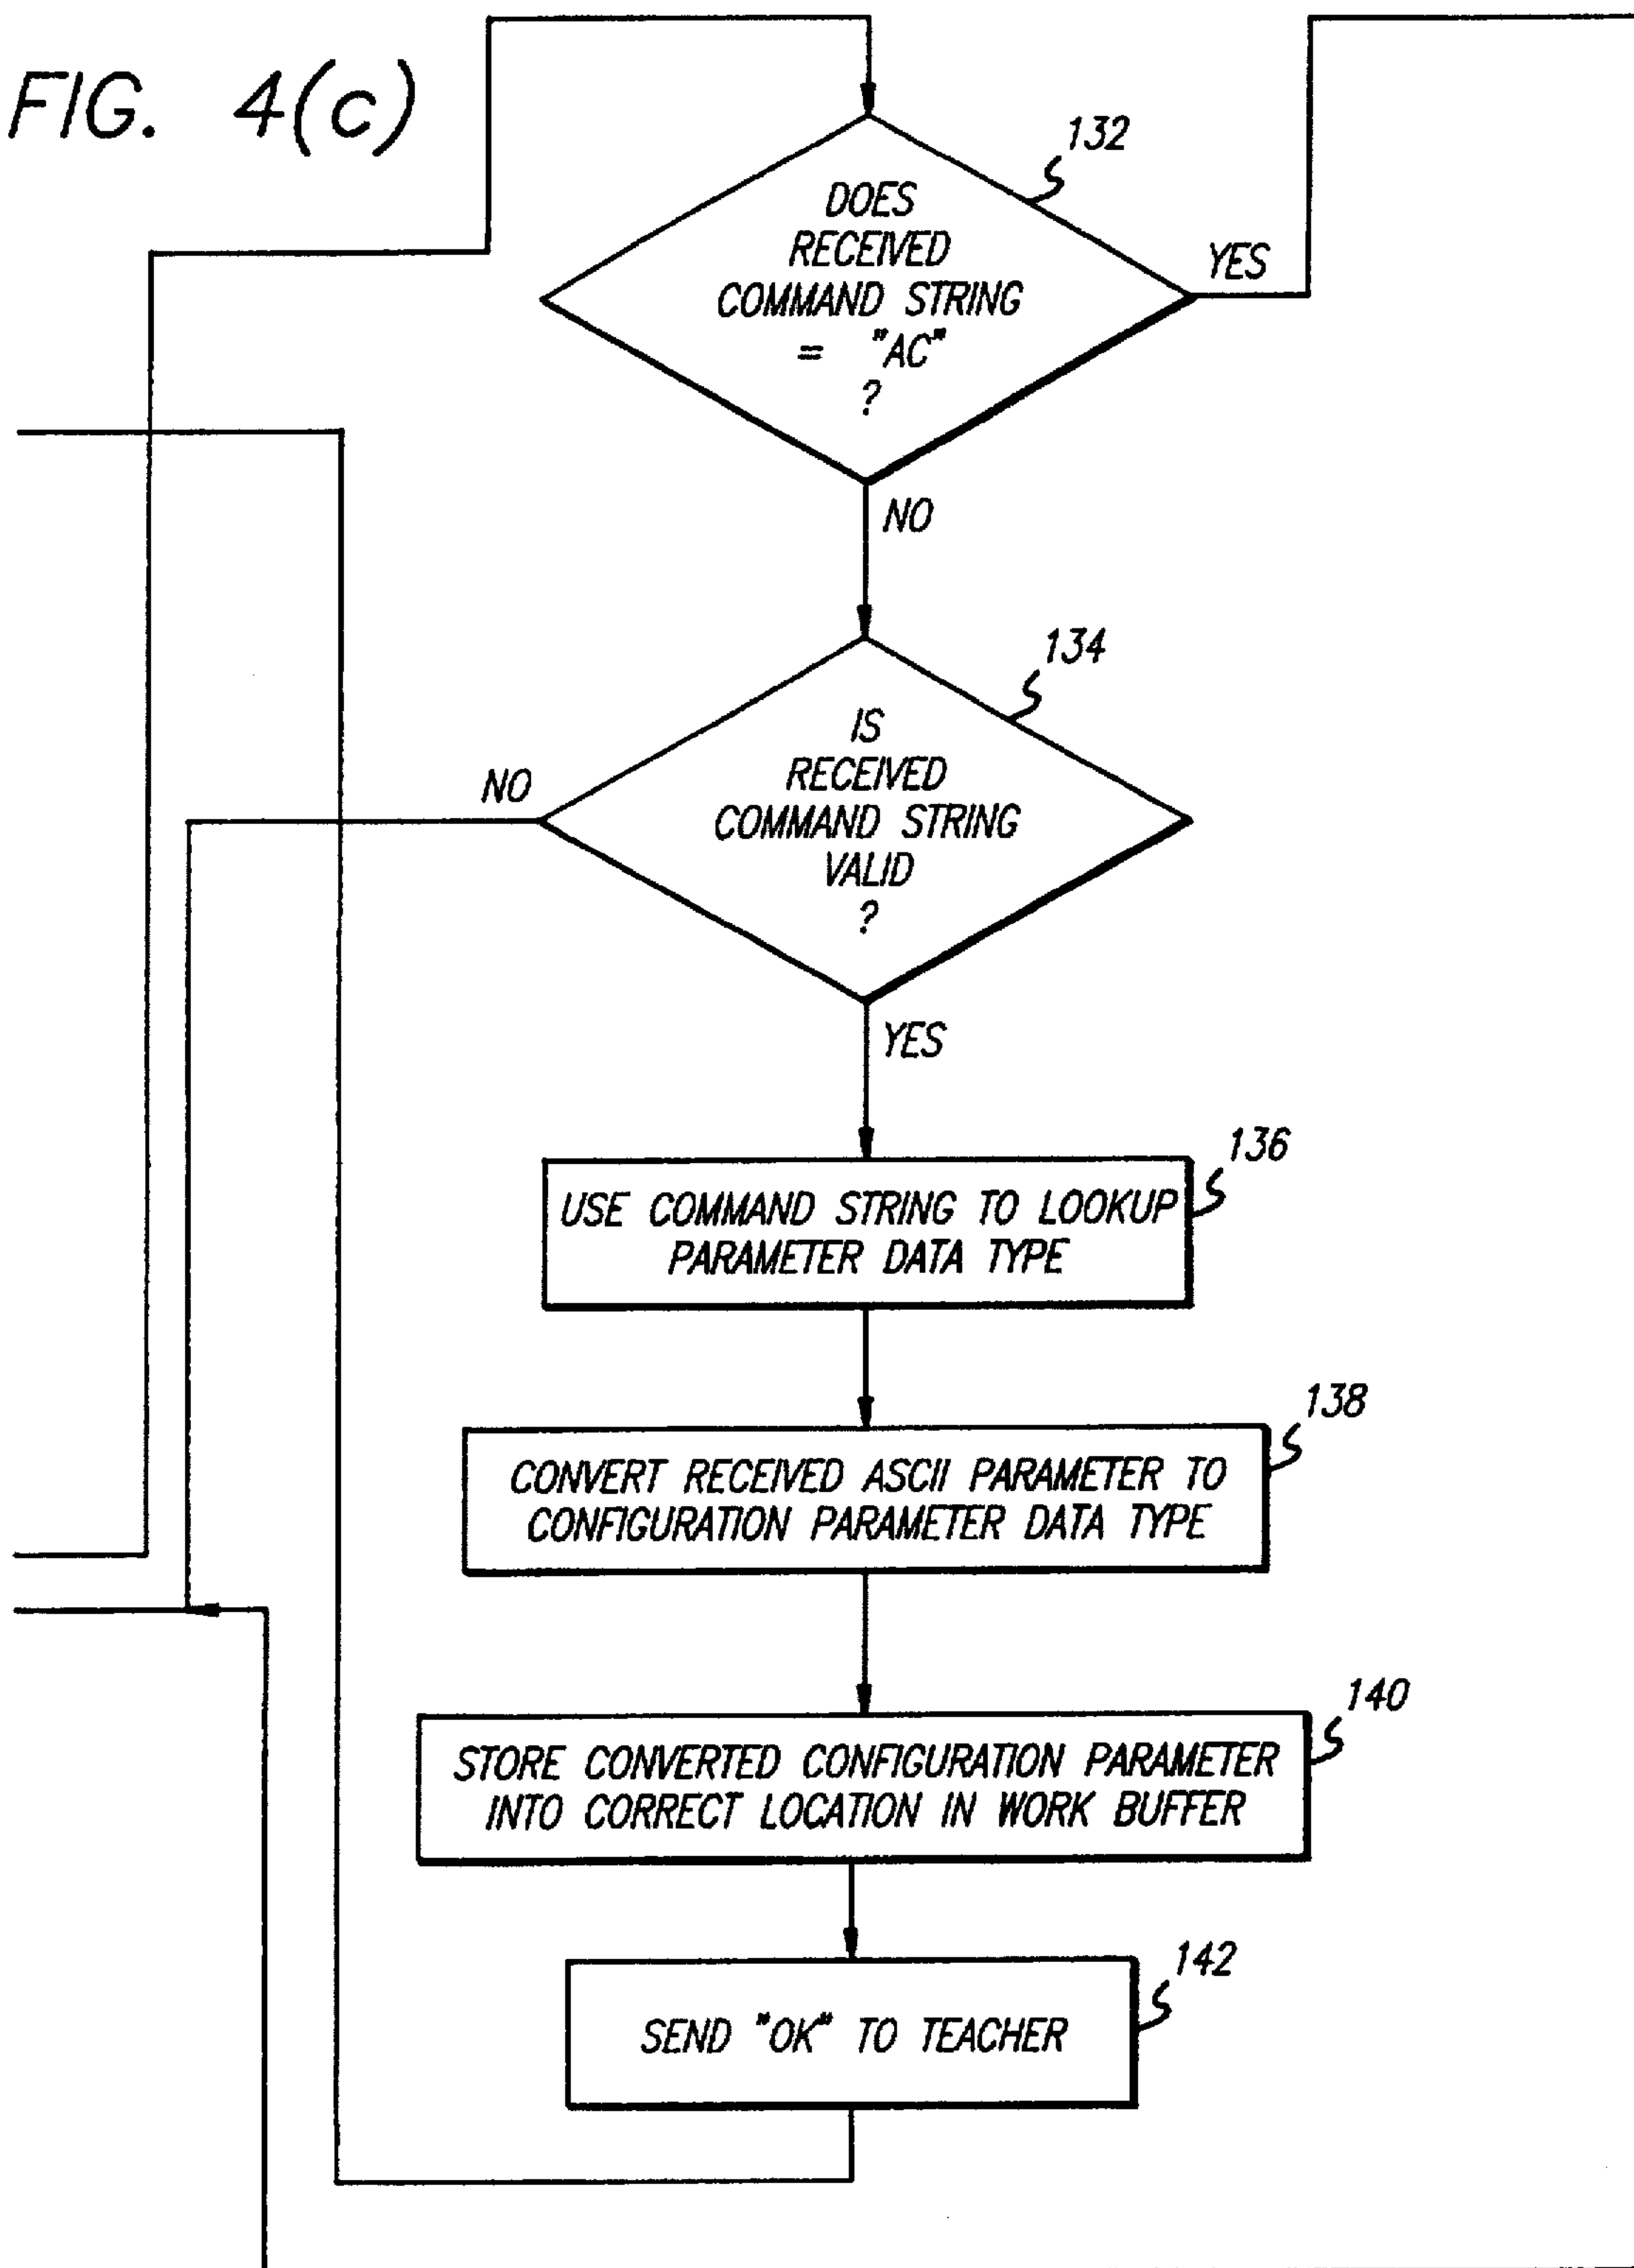 FIG. 4(c)
132
DOES
RECEIVED
COMMAND STRING
= "AC"
?
YES
NO
134
IS
RECEIVED
COMMAND STRING
VALID
?
NO
YES
136
USE COMMAND STRING TO LOOKUP
PARAMETER DATA TYPE
138
CONVERT RECEIVED ASCII PARAMETER TO
CONFIGURATION PARAMETER DATA TYPE
140
STORE CONVERTED CONFIGURATION PARAMETER
INTO CORRECT LOCATION IN WORK BUFFER
142
SEND "OK" TO TEACHER